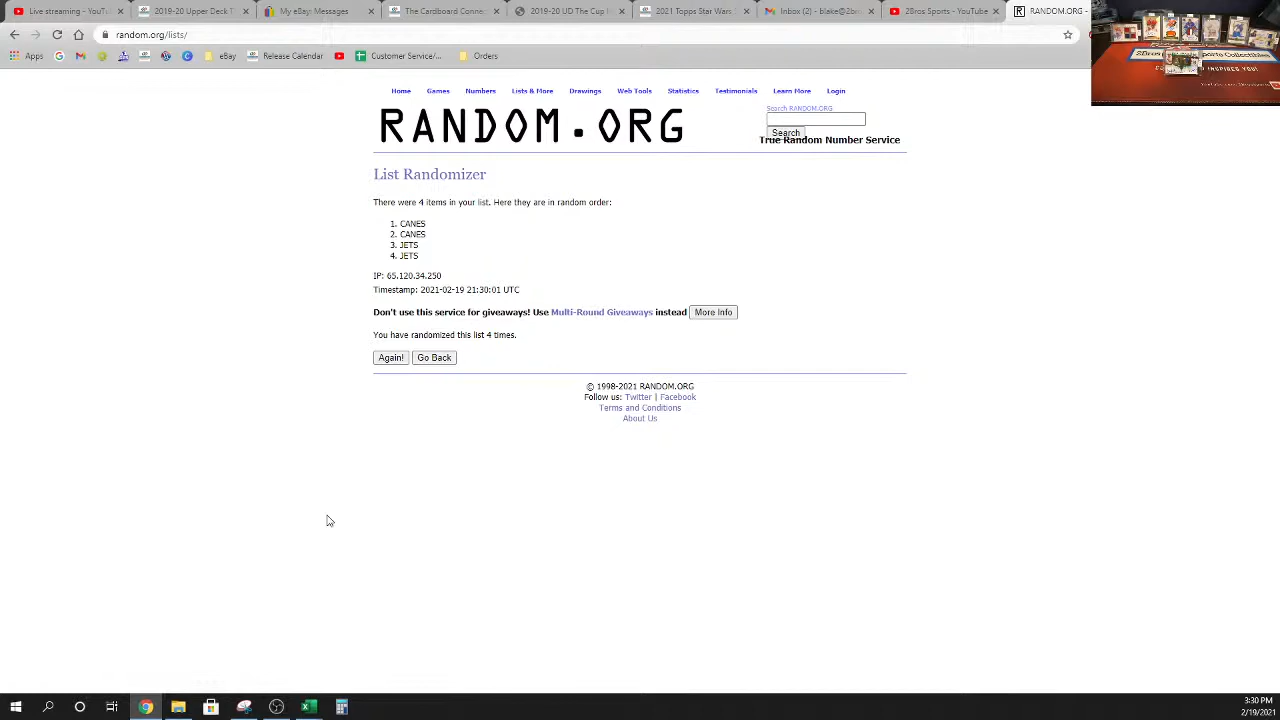 Live streaming - YouTu
2019-20 Upper Deck T
My eBay Messages
The Cardboard Connec
2019-20 UD The Cup H
2021 Topps Star Wars
Inbox (2) - blake@2bro
2Bros Sports - YouTube
RANDOM.ORG -
random.org/lists/
Apps
eBay
Release Calendar
Customer Service/...
Orders
Home
Games
Numbers
Lists & More
Drawings
Web Tools
Statistics
Testimonials
Learn More
Login
RANDOM.ORG
Search RANDOM.ORG
Search
True Random Number Service
List Randomizer
There were 4 items in your list. Here they are in random order:
1. CANES
2. CANES
3. JETS
4. JETS
IP: 65.120.34.250
Timestamp: 2021-02-19 21:30:01 UTC
Don't use this service for giveaways! Use Multi-Round Giveaways instead More Info
You have randomized this list 4 times.
Again! Go Back
© 1998-2021 RANDOM.ORG
Follow us: Twitter | Facebook
Terms and Conditions
About Us
3:30 PM
2/19/2021